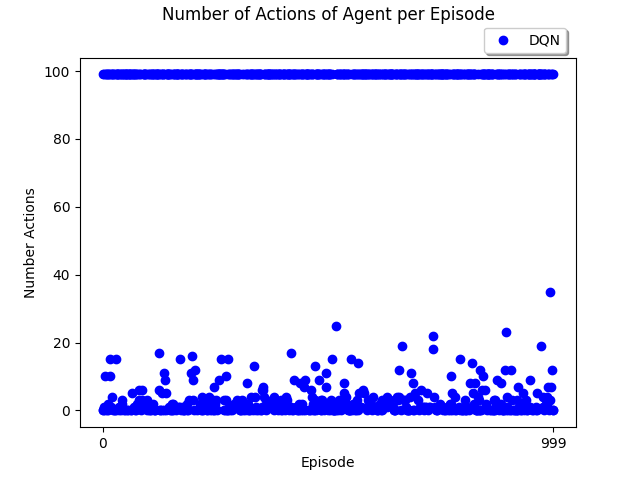 Number of Actions of Agent per Episode
DQN
100
80
60
40
20
0
Number Actions
0 999
Episode